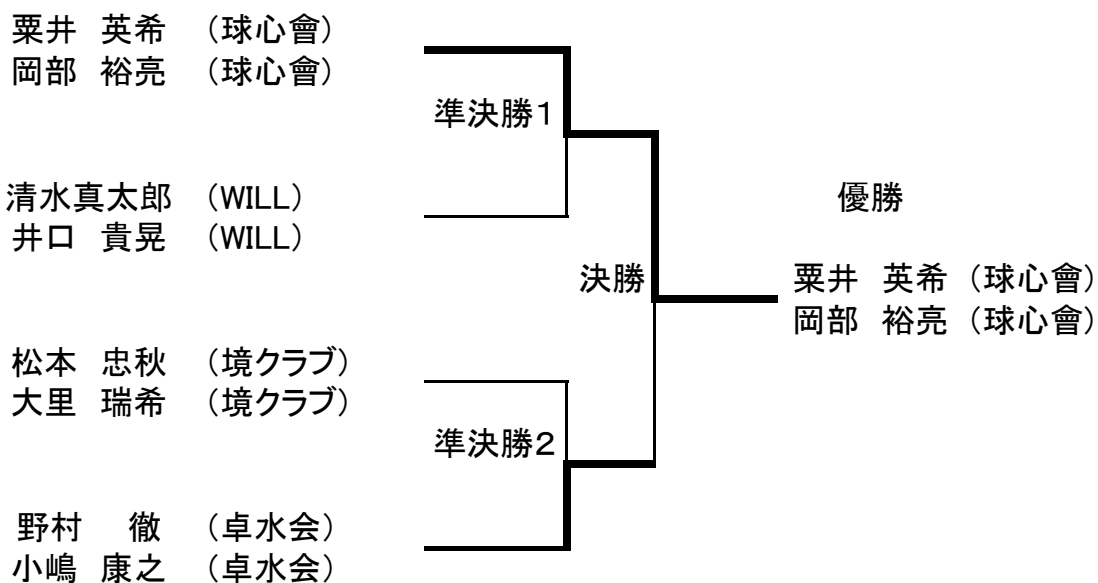 粟井　英希　（球心會）
岡部　裕亮　（球心會）
準決勝１
清水真太郎　（WILL）
井口　貴晃　（WILL）
優勝
決勝
粟井　英希　（球心會）
岡部　裕亮　（球心會）
松本　忠秋　（境クラブ）
大里　瑞希　（境クラブ）
準決勝２
野村　　徹　（卓水会）
小嶋　康之　（卓水会）